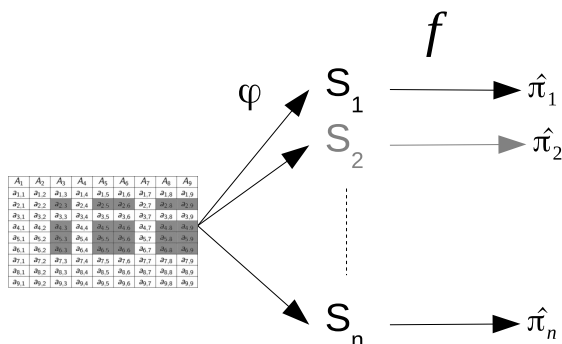 f
φ
S₁ π̂₁
S₂ π̂₂
A₁ A₂ A₃ A₄ A₅ A₆ A₇ A₈ A₉
a₁,₁ a₁,₂ a₁,₃ a₁,₄ a₁,₅ a₁,₆ a₁,₇ a₁,₈ a₁,₉
a₂,₁ a₂,₂ a₂,₃ a₂,₄ a₂,₅ a₂,₆ a₂,₇ a₂,₈ a₂,₉
a₃,₁ a₃,₂ a₃,₃ a₃,₄ a₃,₅ a₃,₆ a₃,₇ a₃,₈ a₃,₉
a₄,₁ a₄,₂ a₄,₃ a₄,₄ a₄,₅ a₄,₆ a₄,₇ a₄,₈ a₄,₉
a₅,₁ a₅,₂ a₅,₃ a₅,₄ a₅,₅ a₅,₆ a₅,₇ a₅,₈ a₅,₉
a₆,₁ a₆,₂ a₆,₃ a₆,₄ a₆,₅ a₆,₆ a₆,₇ a₆,₈ a₆,₉
a₇,₁ a₇,₂ a₇,₃ a₇,₄ a₇,₅ a₇,₆ a₇,₇ a₇,₈ a₇,₉
a₈,₁ a₈,₂ a₈,₃ a₈,₄ a₈,₅ a₈,₆ a₈,₇ a₈,₈ a₈,₉
a₉,₁ a₉,₂ a₉,₃ a₉,₄ a₉,₅ a₉,₆ a₉,₇ a₉,₈ a₉,₉
Sₙ π̂ₙ